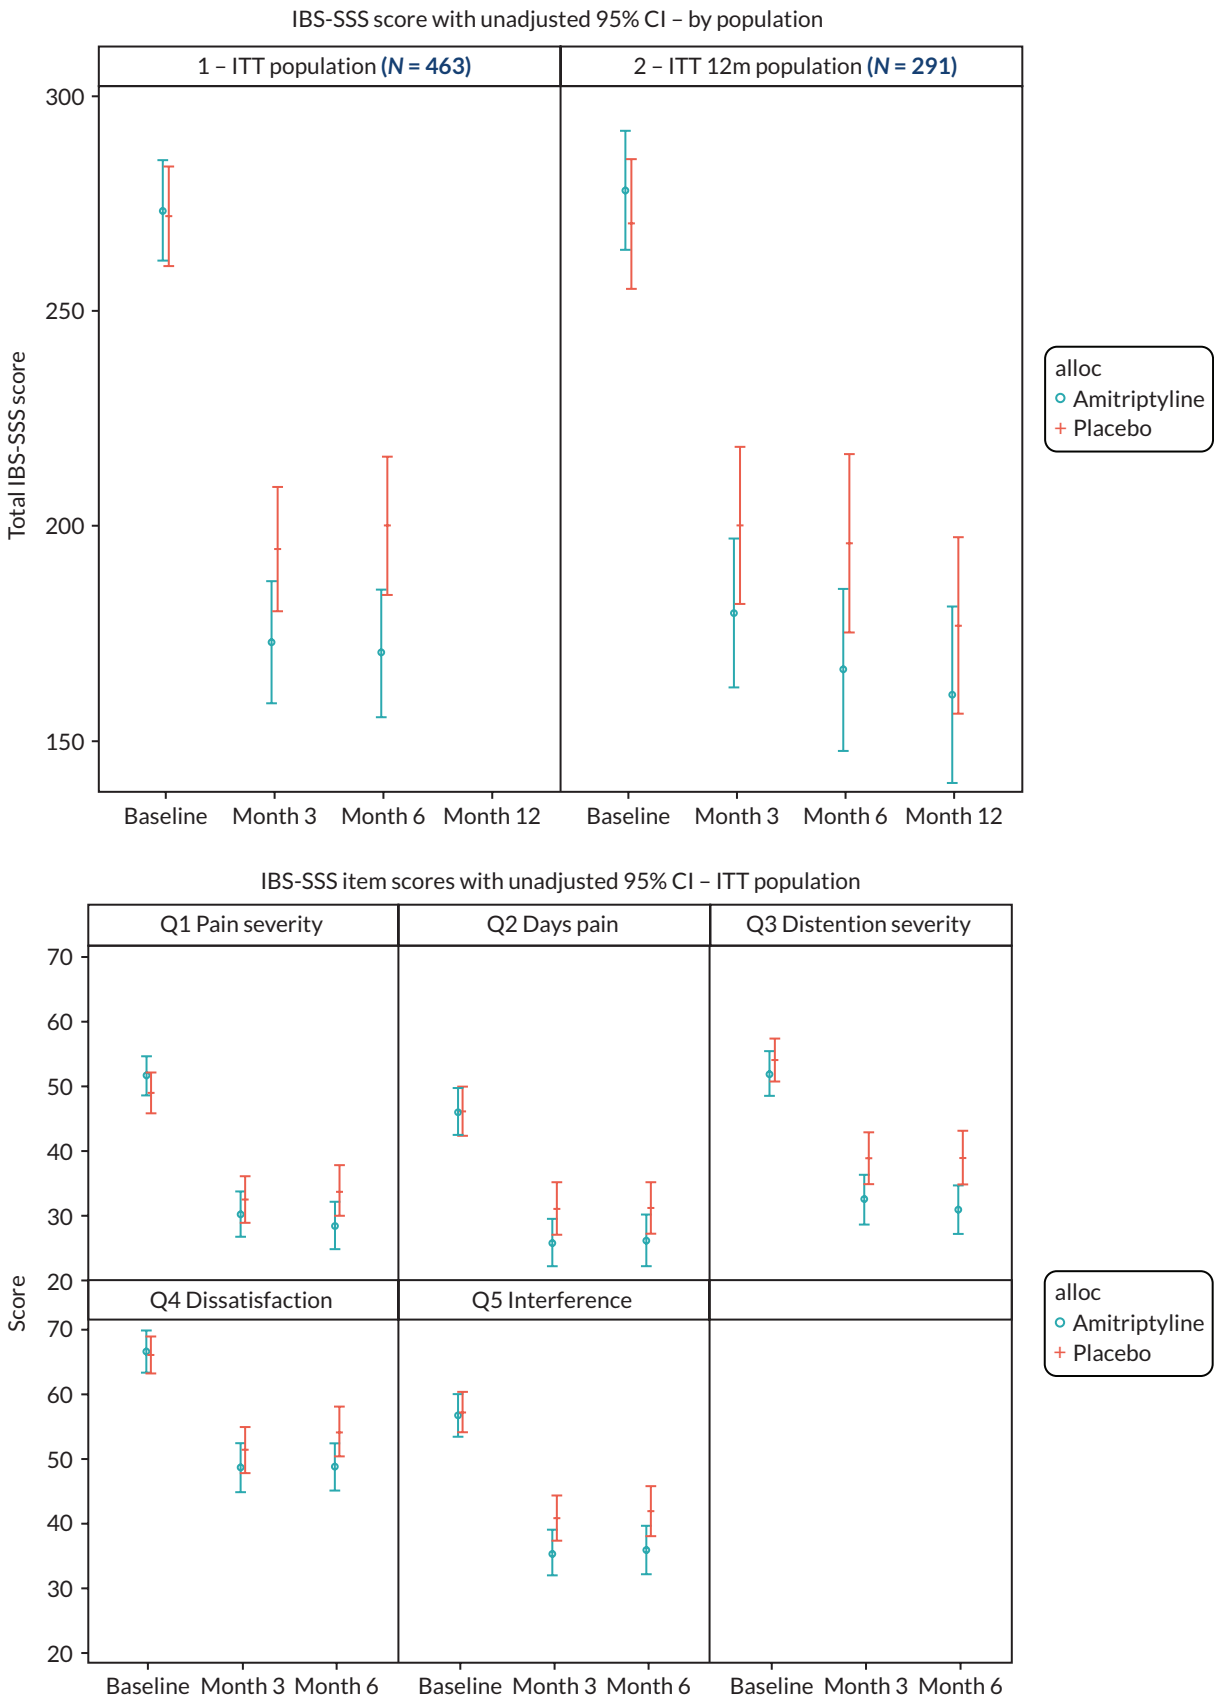 IBS-SSS score with unadjusted 95% CI – by population
1 – ITT population (N = 463)
2 – ITT 12m population (N = 291)
300
250
200
150
Total IBS-SSS score
Baseline Month 3 Month 6 Month 12
Baseline Month 3 Month 6 Month 12
alloc
Amitriptyline
Placebo
IBS-SSS item scores with unadjusted 95% CI – ITT population
Q1 Pain severity
Q2 Days pain
Q3 Distention severity
70
60
50
40
30
20
Q4 Dissatisfaction
Q5 Interference
70
60
50
40
30
20
Score
Baseline Month 3 Month 6
Baseline Month 3 Month 6
Baseline Month 3 Month 6
alloc
Amitriptyline
Placebo